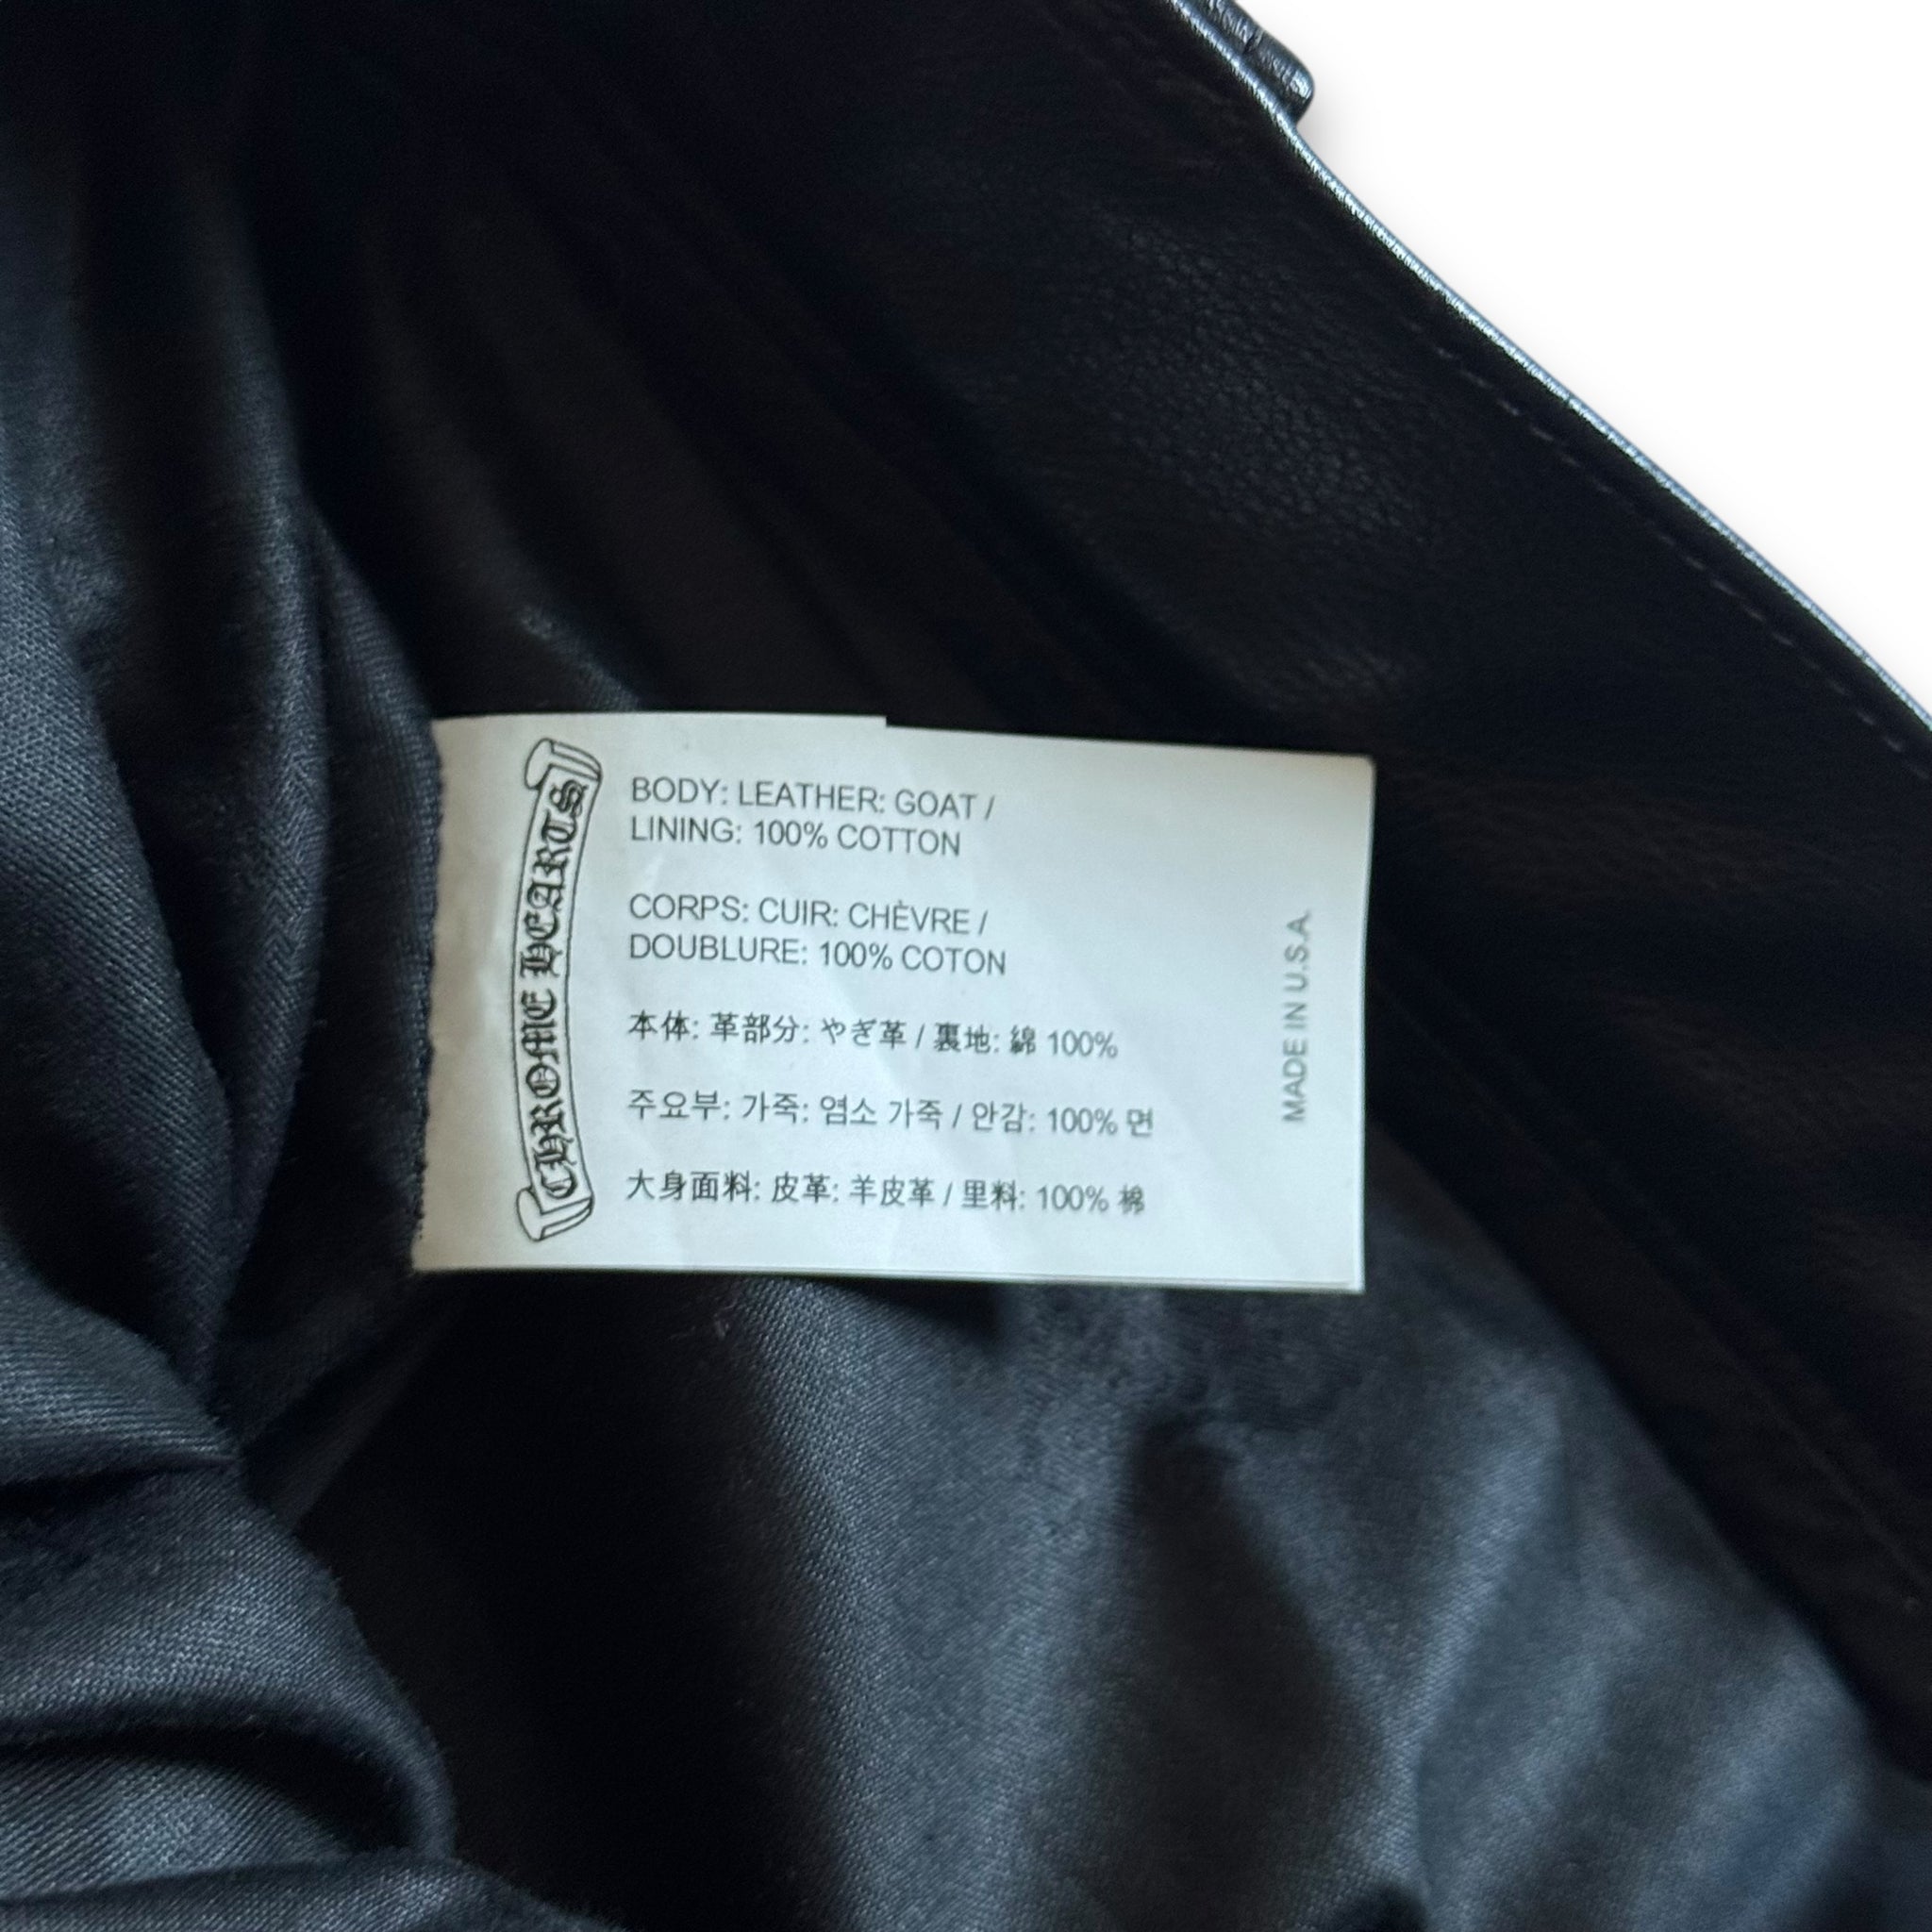 CHROME HEARTS
BODY: LEATHER: GOAT /
LINING: 100% COTTON
CORPS: CUIR: CHÈVRE /
DOUBLURE: 100% COTON
本体: 革部分: やぎ革 / 裏地: 綿 100%
주요부: 가죽: 염소 가죽 / 안감: 100% 면
大身面料: 皮革: 羊皮革 / 里料: 100% 棉
MADE IN U.S.A.